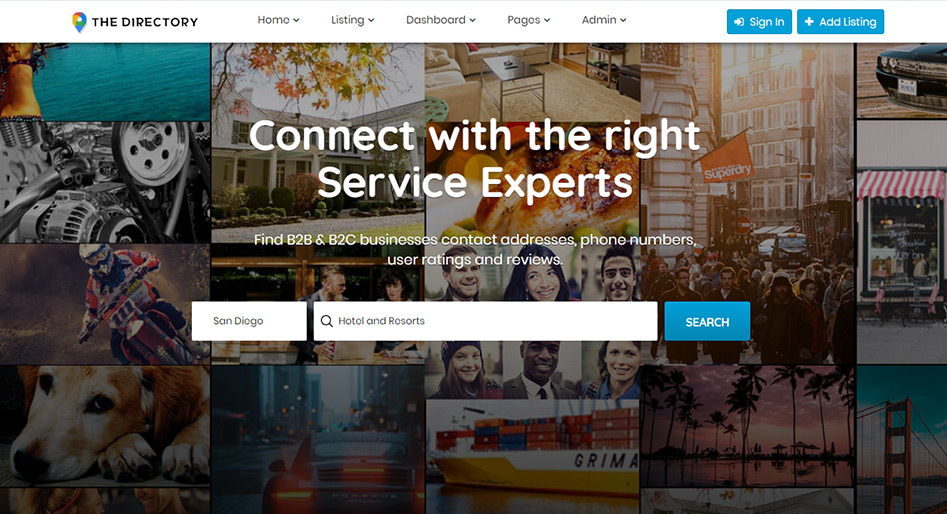 THE DIRECTORY
Home Listing Dashboard Pages Admin
Sign In Add Listing
Connect with the right
Service Experts
Superdry
Find B2B & B2C businesses contact addresses, phone numbers,
user ratings and reviews.
San Diego
Hotel and Resorts
SEARCH
GRIMA